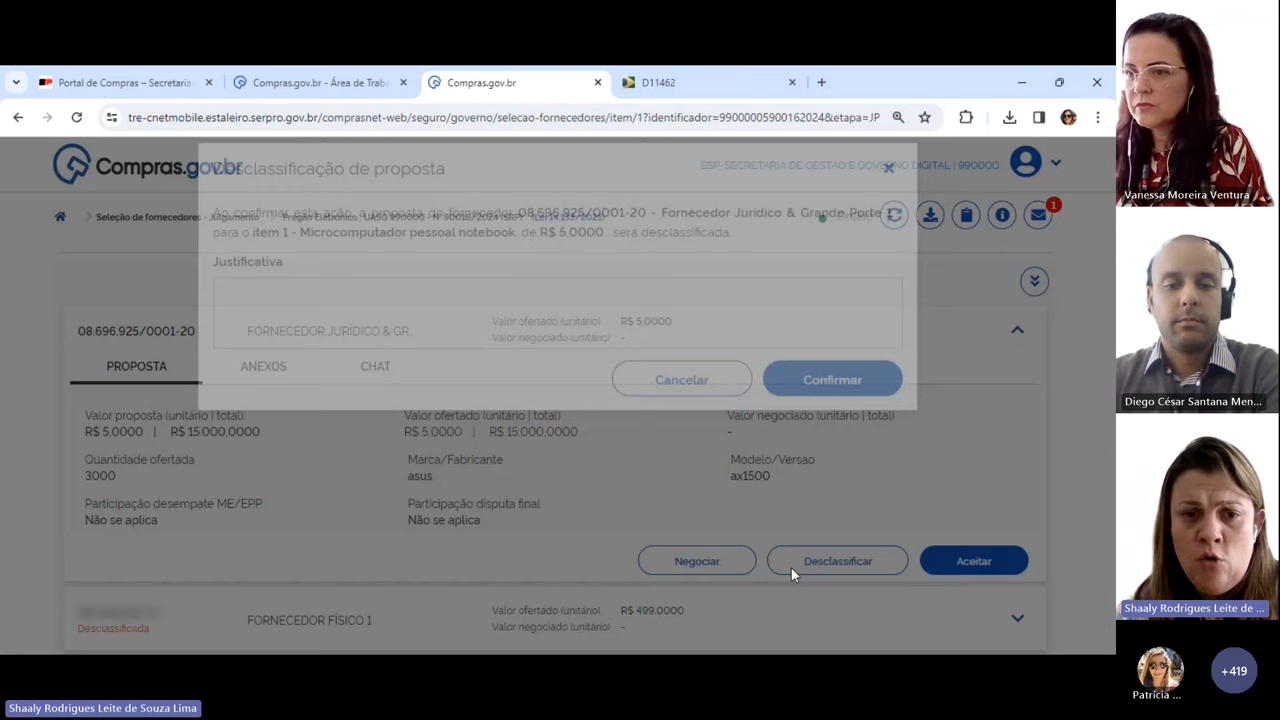 Portal de Compras – Secretaria
Compras.gov.br - Área de Trab
Compras.gov.br
D11462
tre-cnetmobile.estaleiro.serpro.gov.br/comprasnet-web/seguro/governo/selecao-fornecedores/item/1?identificador=99000005900162024&etapa=JP
Compras.gov.br
Desclassificação de proposta
ESP-SECRETARIA DE GESTAO E GOVERNO DIGITAL | 990000
Seleção de fornecedores - Julgamento
Pregão Eletrônico
1
Ao confirmar esta ação, a proposta do fornecedor 08.696.925/0001-20 - Fornecedor Jurídico & Grande Porte 1
para o item 1 - Microcomputador pessoal notebook, de R$ 5,0000 , será desclassificada.
Justificativa
08.696.925/0001-20
FORNECEDOR JURÍDICO & GR...
Valor ofertado (unitário) R$ 5,0000
Valor negociado (unitário) -
PROPOSTA
ANEXOS
CHAT
Cancelar
Confirmar
Valor proposta (unitário | total)
R$ 5,0000 | R$ 15.000,0000
Valor ofertado (unitário | total)
R$ 5,0000 | R$ 15.000,0000
Valor negociado (unitário | total)
-
Quantidade ofertada
3000
Marca/Fabricante
asus
Modelo/Versão
ax1500
Participação desempate ME/EPP
Não se aplica
Participação disputa final
Não se aplica
Negociar
Desclassificar
Aceitar
Desclassificada
FORNECEDOR FÍSICO 1
Valor ofertado (unitário) R$ 499,0000
Valor negociado (unitário) -
Vanessa Moreira Ventura
Diego César Santana Men...
Shaaly Rodrigues Leite de ...
Patrícia ...
+419
Shaaly Rodrigues Leite de Souza Lima